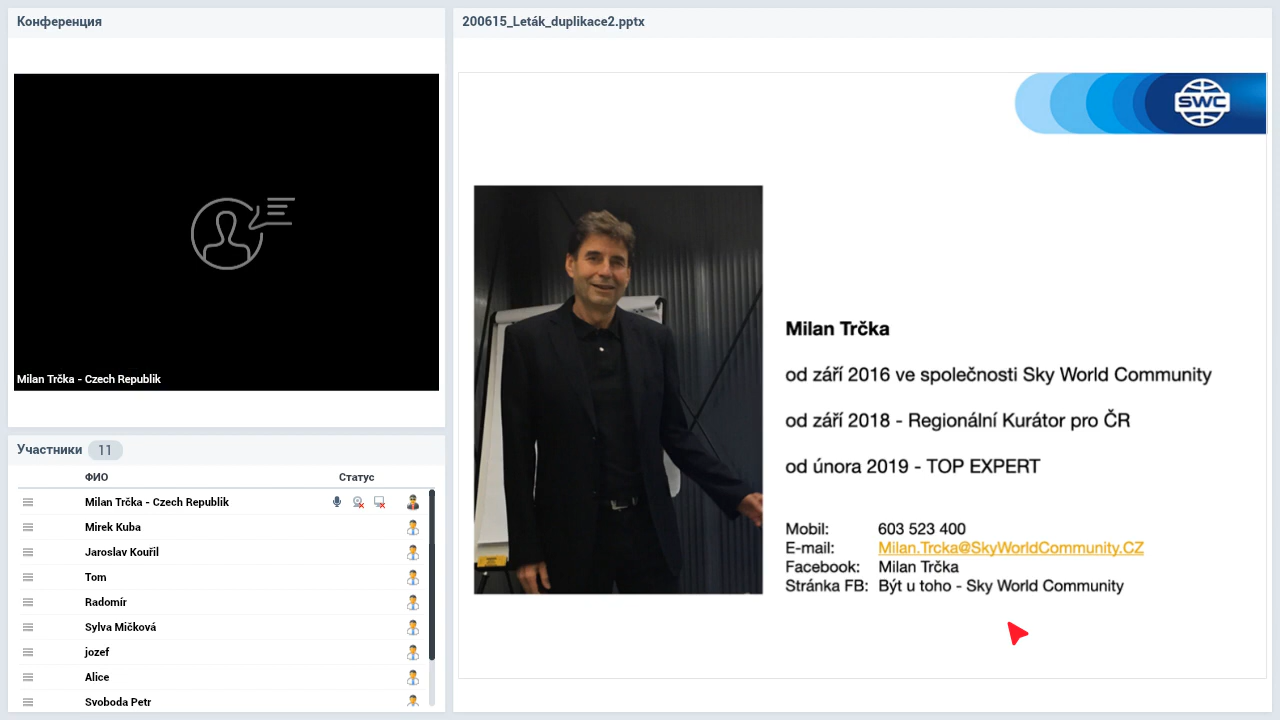 Конференция
Milan Trčka - Czech Republik
Участники 11
ФИО Статус
Milan Trčka - Czech Republik
Mirek Kuba
Jaroslav Kouřil
Tom
Radomír
Sylva Mičková
jozef
Alice
Svoboda Petr
200615_Leták_duplikace2.pptx
SWC
Milan Trčka
od září 2016 ve společnosti Sky World Community
od září 2018 - Regionální Kurátor pro ČR
od února 2019 - TOP EXPERT
Mobil: 603 523 400
E-mail: Milan.Trcka@SkyWorldCommunity.CZ
Facebook: Milan Trčka
Stránka FB: Být u toho - Sky World Community